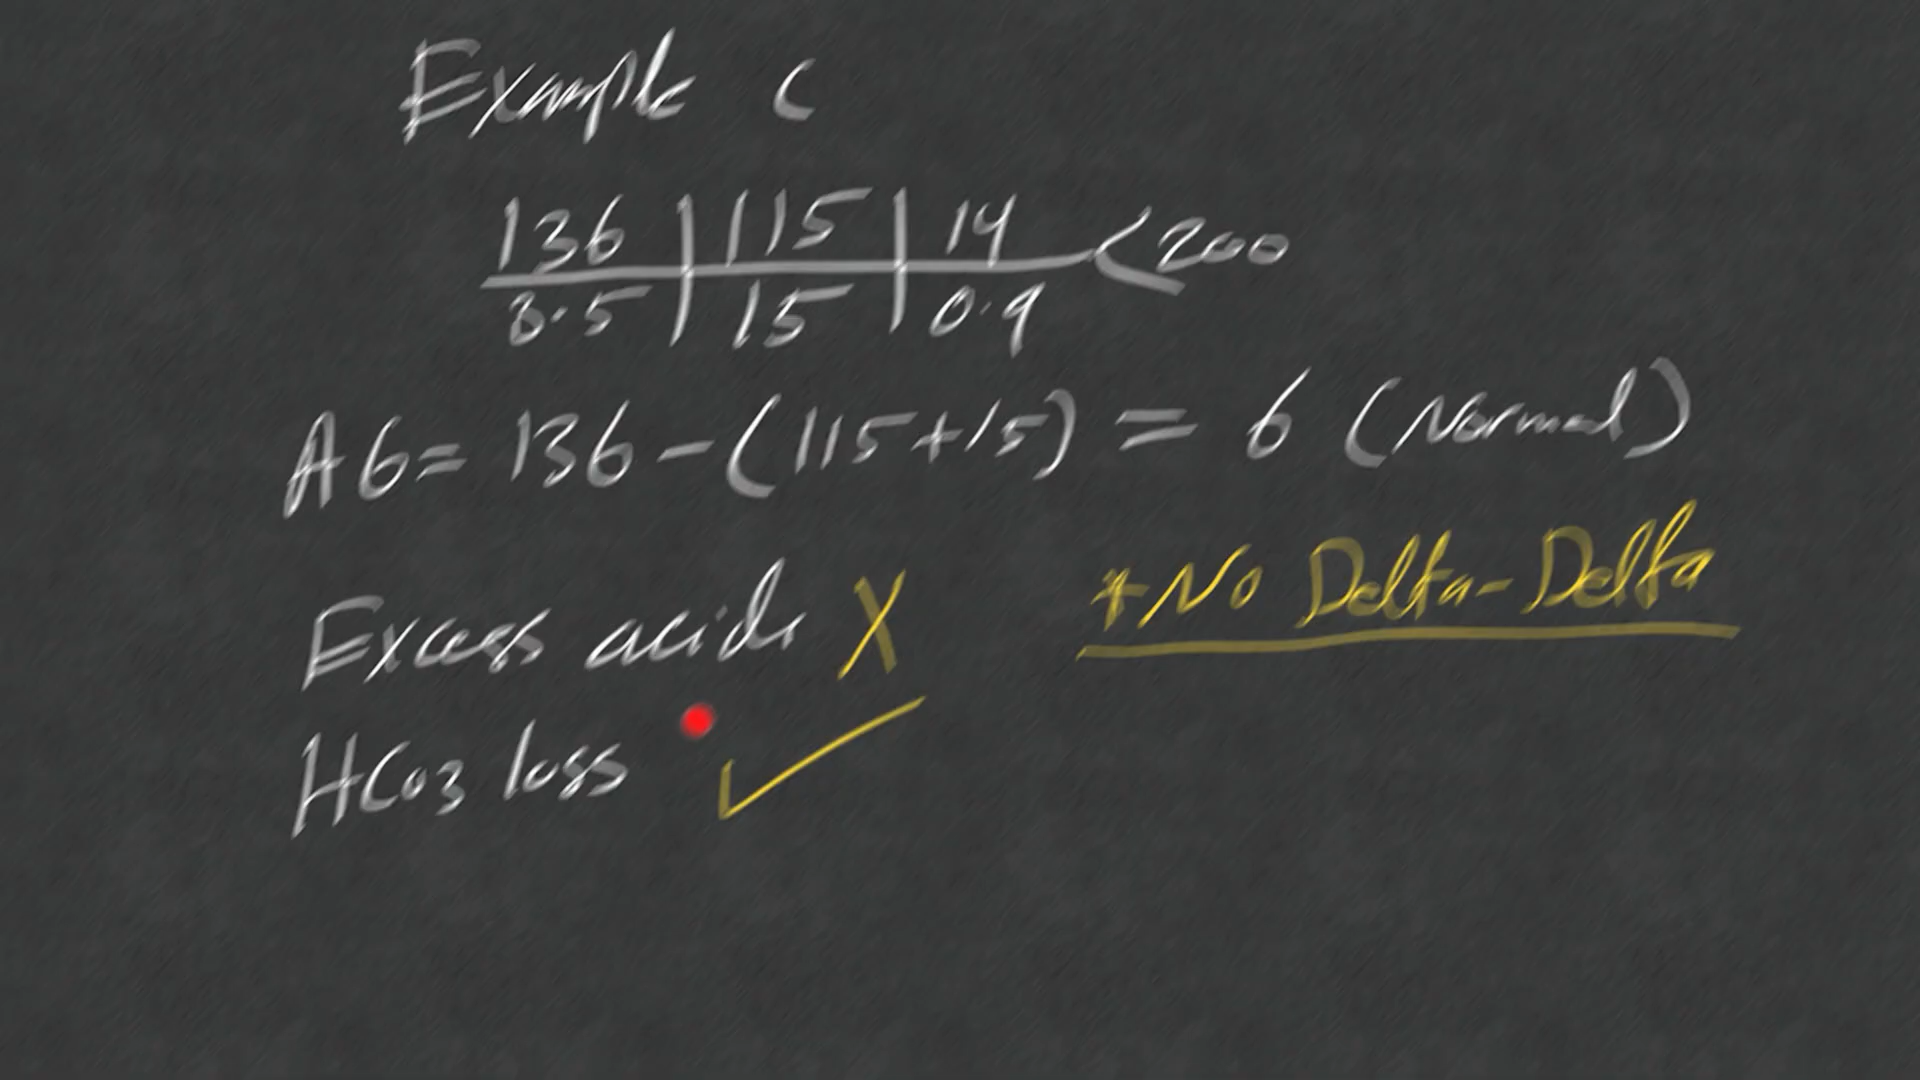 Example C
136 | 115 | 14 < 200
3.5 | 15 | 0.9
AG = 136 - (115+15) = 6 (Normal)
Excess acids X
*No Delta-Delta
HCO3 loss ✓